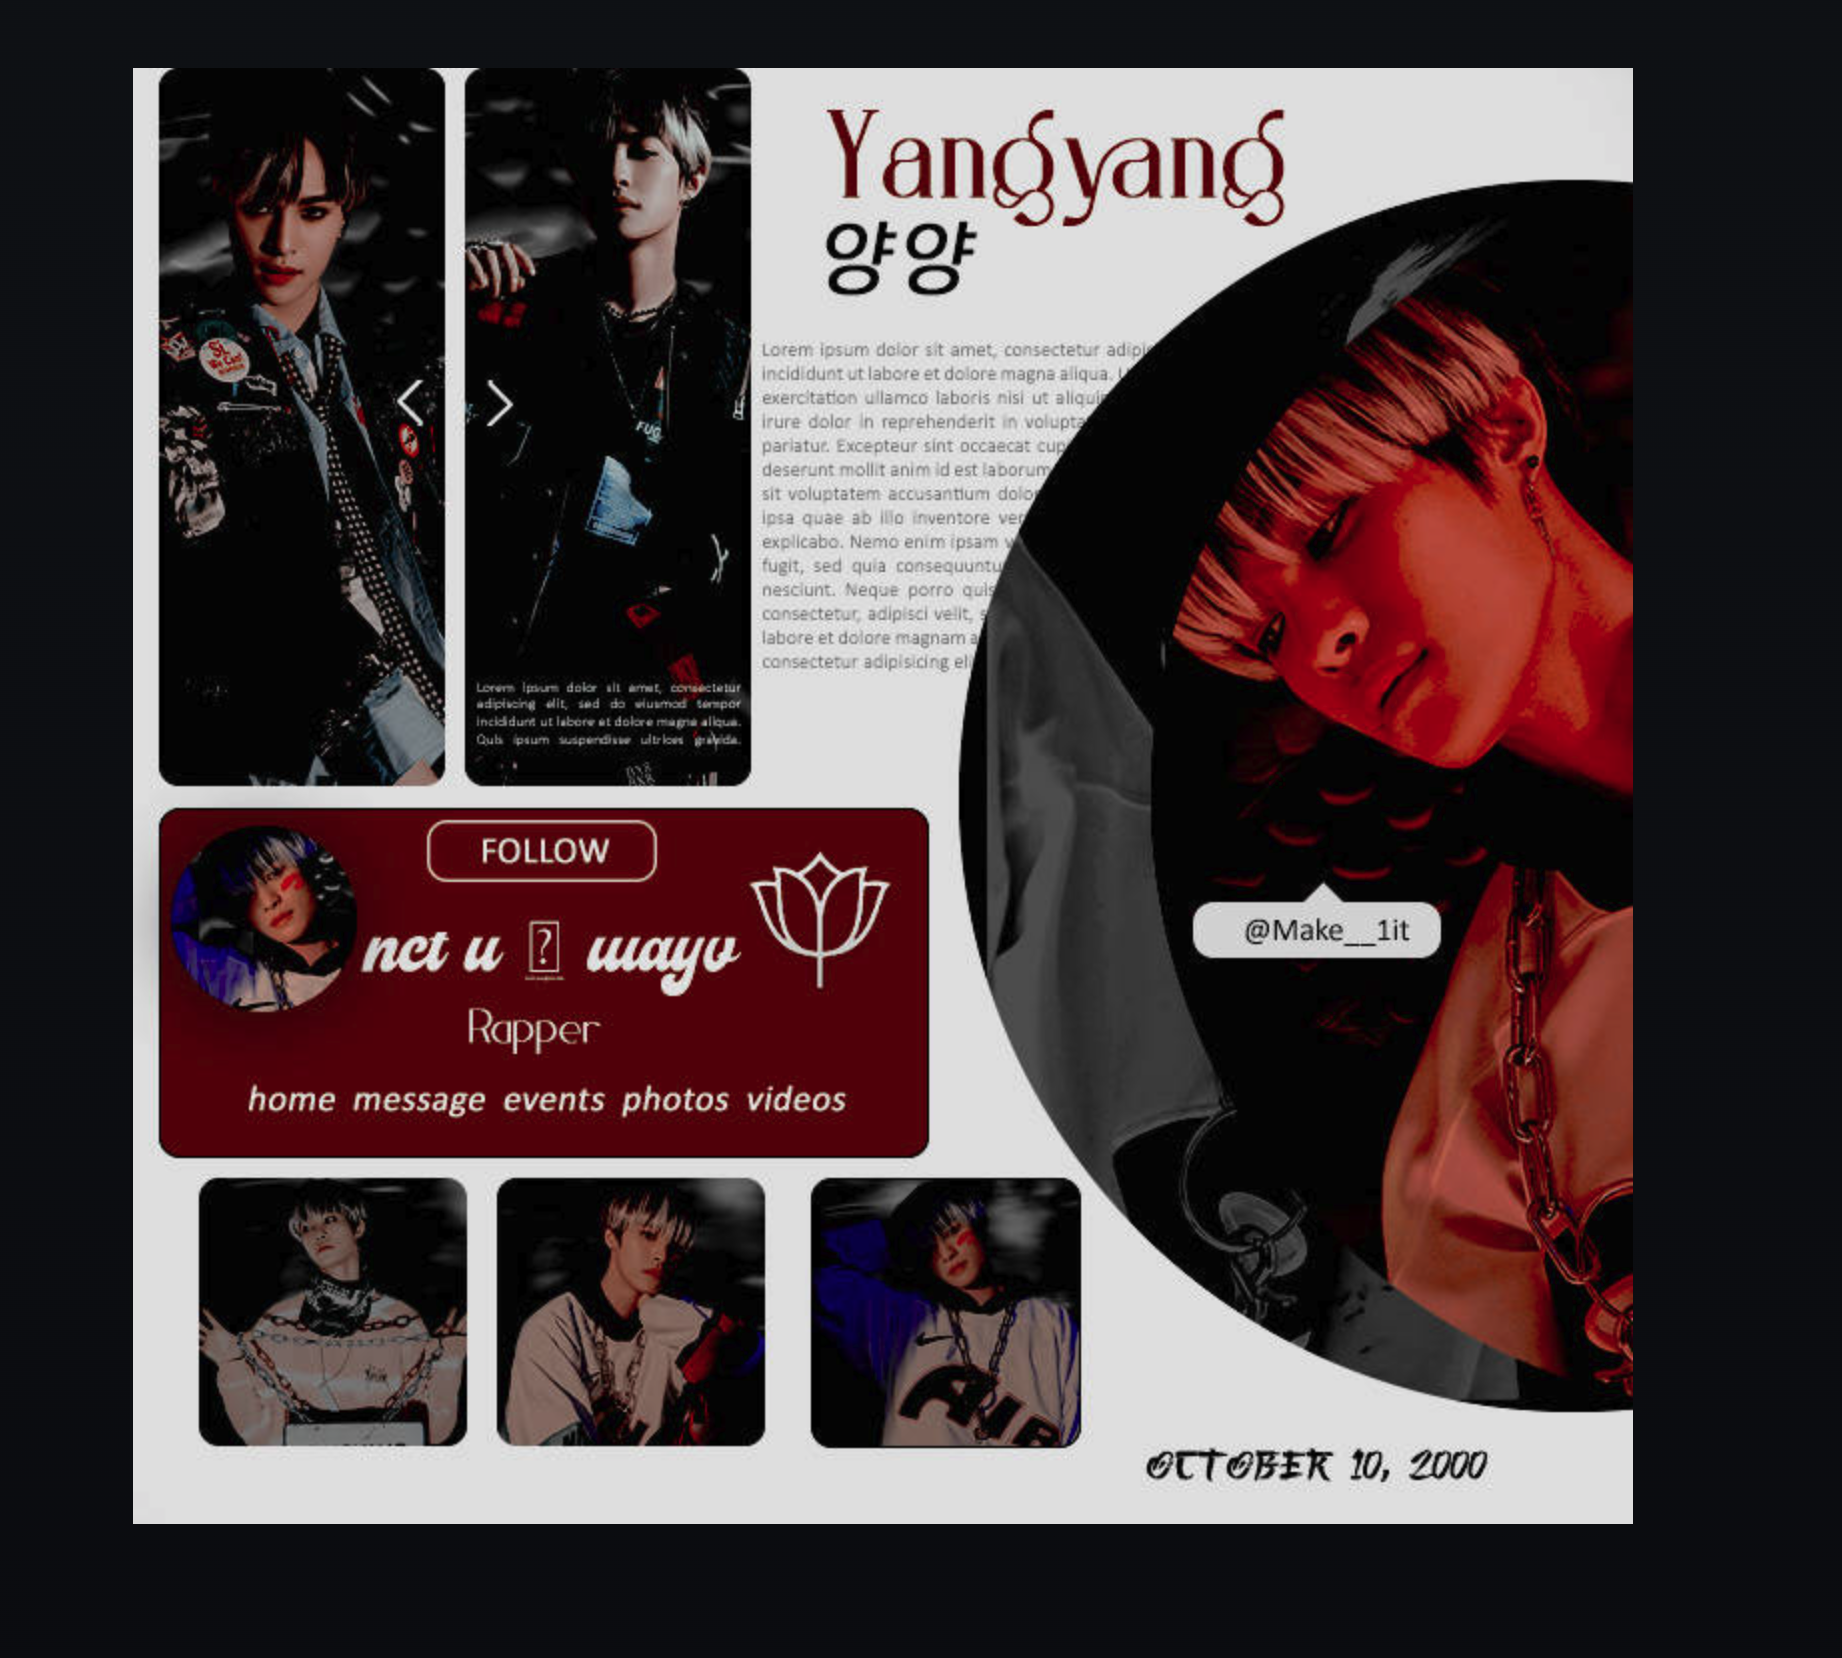 Yangyang
양양
Lorem ipsum dolor sit amet, consectetur
incididunt ut labore et dolore magna aliqua.
exercitation ullamco laboris nisi ut
irure dolor in reprehenderit in
pariatur. Excepteur sint occaecat
deserunt mollit anim id est laborum
sit voluptatem accusantium
ipsa quae ab illo inventore
explicabo. Nemo enim ipsam
fugit, sed quia
nesciunt. Neque porro
consectetur, adipisci velit,
labore et dolore magnam
consectetur adipisicing
Lorem ipsum dolor sit amet, consectetur
adipiscing elit, sed do eiusmod tempor
incididunt ut labore et dolore magna aliqua.
Quis ipsum suspendisse ultrices gravida.
FOLLOW
nct u ? wayv
Rapper
home message events photos videos
@Make__1it
AIR
OCTOBER 10, 2000